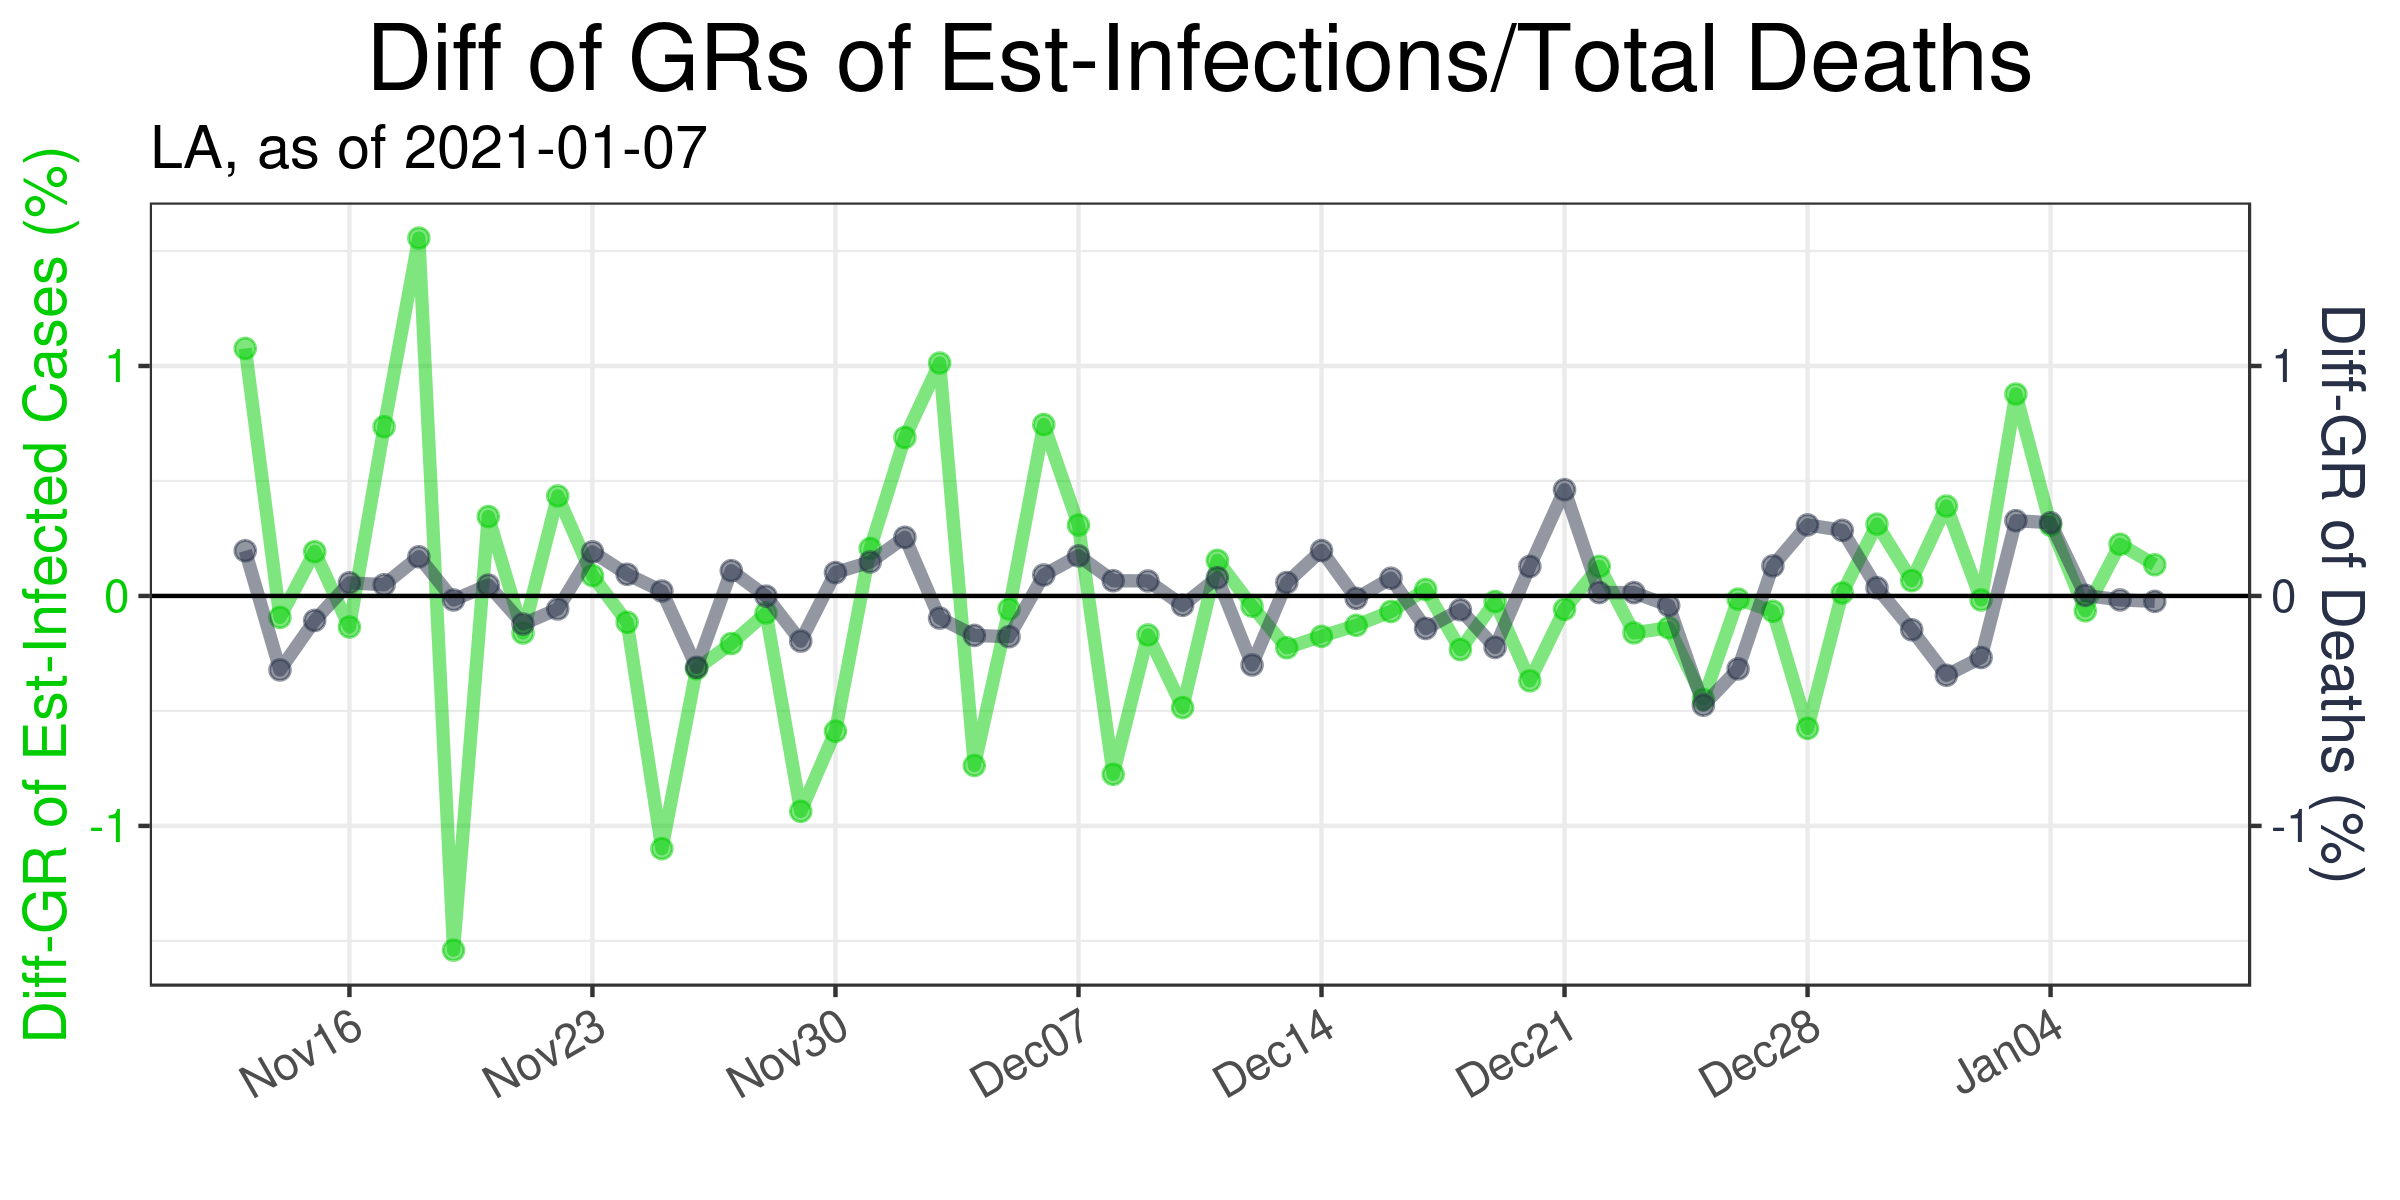 Diff of GRs of Est-Infections/Total Deaths
LA, as of 2021-01-07
Diff-GR of Est-Infected Cases (%)
1
0
-1
1
0
-1
Diff-GR of Deaths (%)
Nov16
Nov23
Nov30
Dec07
Dec14
Dec21
Dec28
Jan04